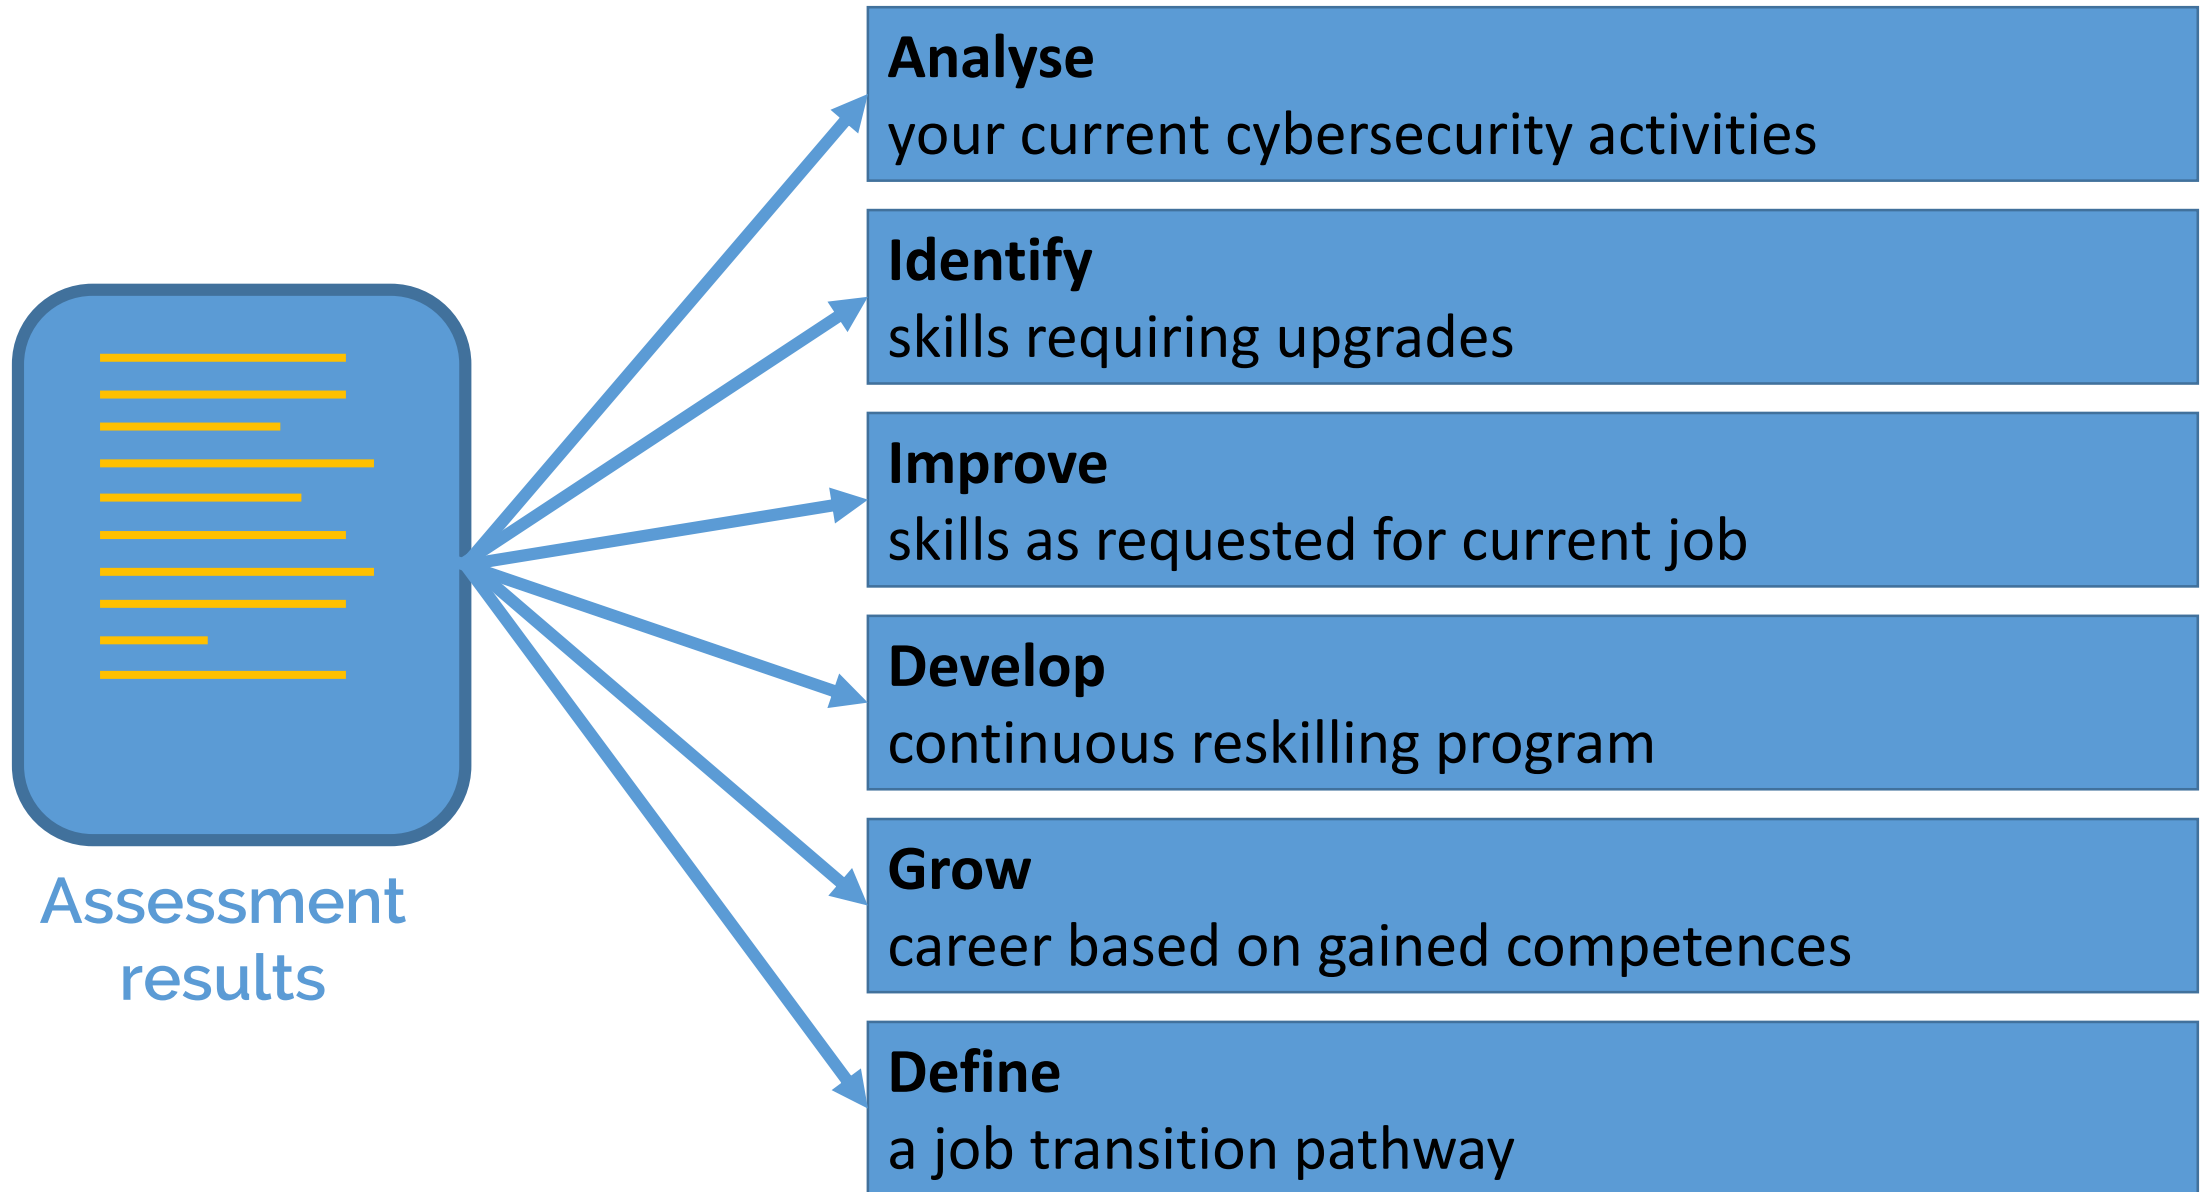 Analyse
your current cybersecurity activities
Identify
skills requiring upgrades
Improve
skills as requested for current job
Develop
continuous reskilling program
Grow
career based on gained competences
Define
a job transition pathway
Assessment
results